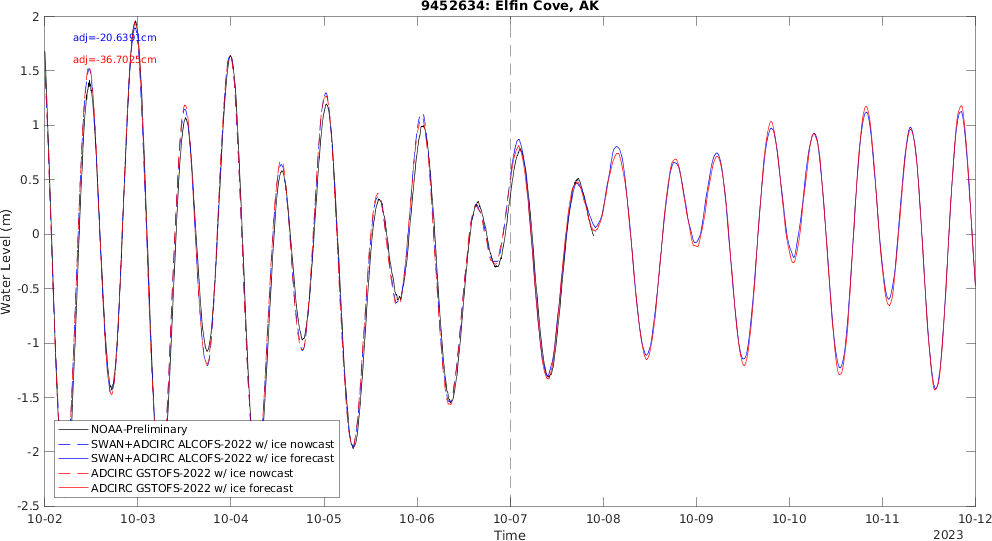 9452634: Elfin Cove, AK
adj=-20.6391cm
adj=-36.7025cm
Water Level (m)
2
1.5
1
0.5
0
-0.5
-1
-1.5
-2
-2.5
NOAA-Preliminary
SWAN+ADCIRC ALCOFS-2022 w/ ice nowcast
SWAN+ADCIRC ALCOFS-2022 w/ ice forecast
ADCIRC GSTOFS-2022 w/ ice nowcast
ADCIRC GSTOFS-2022 w/ ice forecast
10-02 10-03 10-04 10-05 10-06 10-07 10-08 10-09 10-10 10-11 10-12
Time
2023